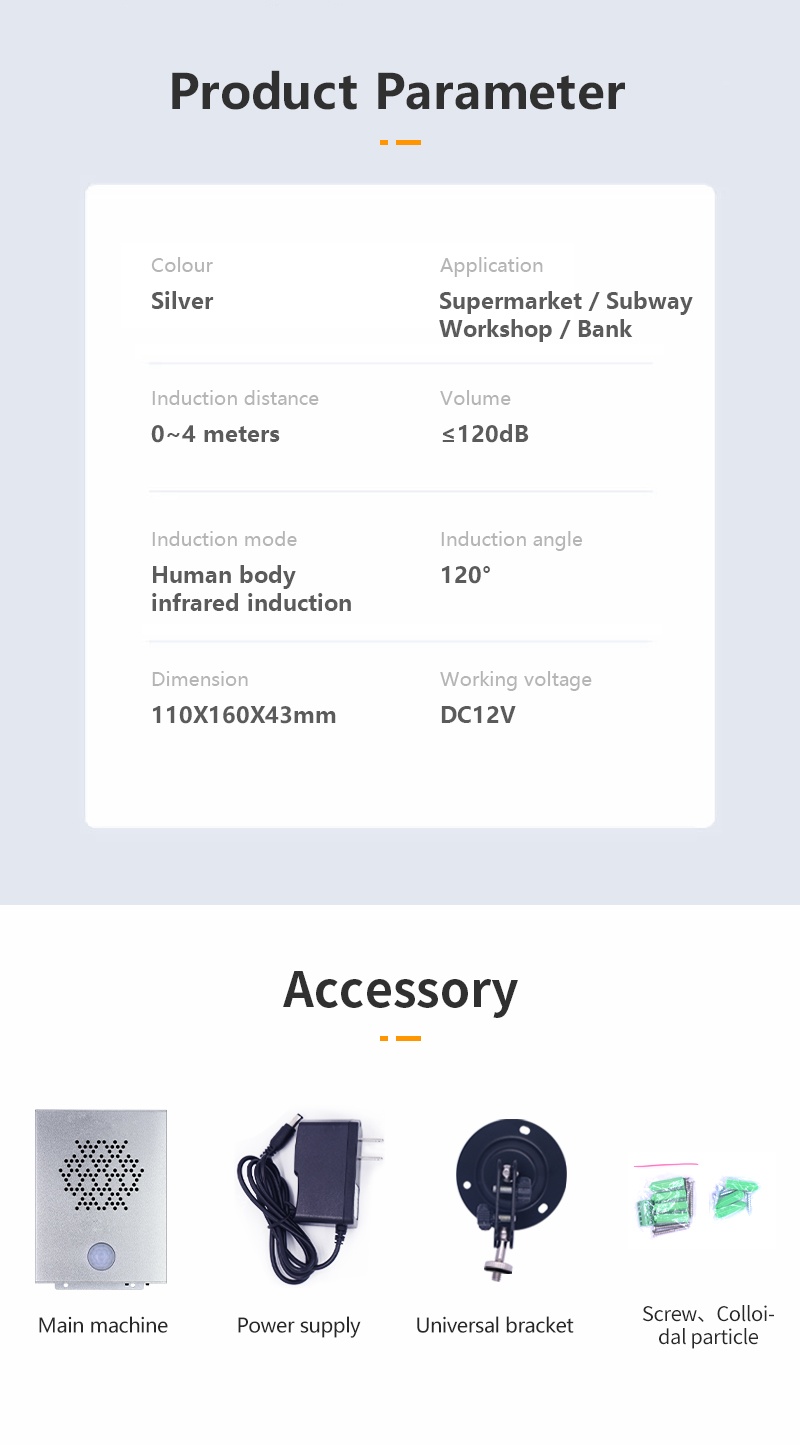 Product Parameter
Colour
Application
Silver
Supermarket / Subway
Workshop / Bank
Induction distance
Volume
0~4 meters
≤120dB
Induction mode
Induction angle
Human body
120°
infrared induction
Dimension
Working voltage
110X160X43mm
DC12V
Accessory
Main machine
Power supply
Universal bracket
Screw、Colloi-
dal particle